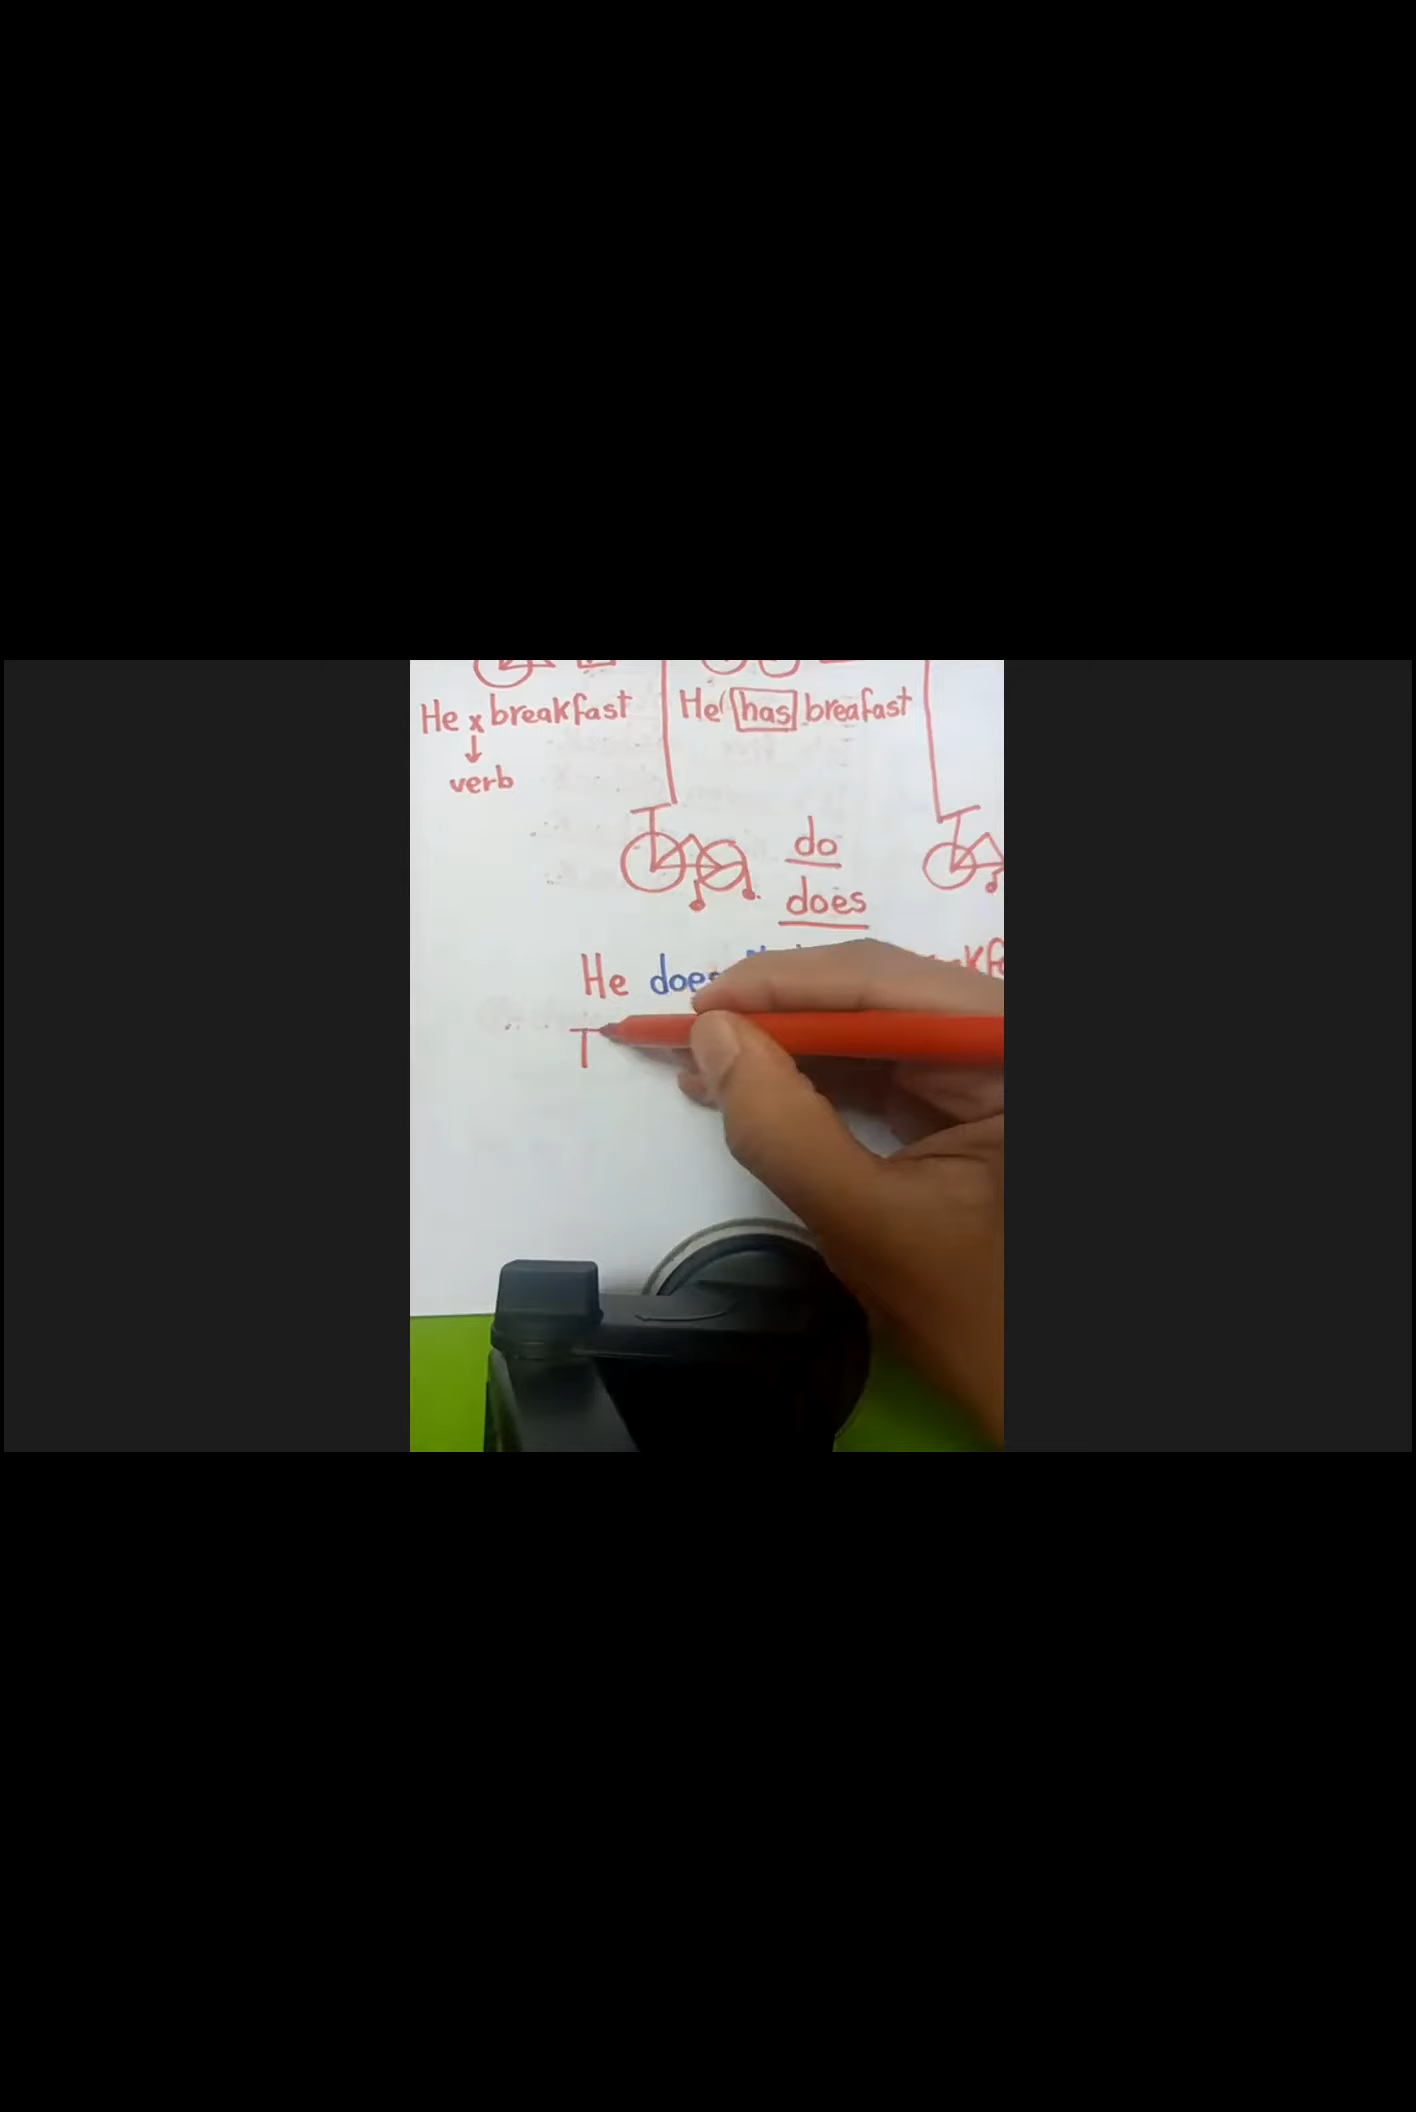 He x breakfast
verb
He has breafast
do
does
He does
T